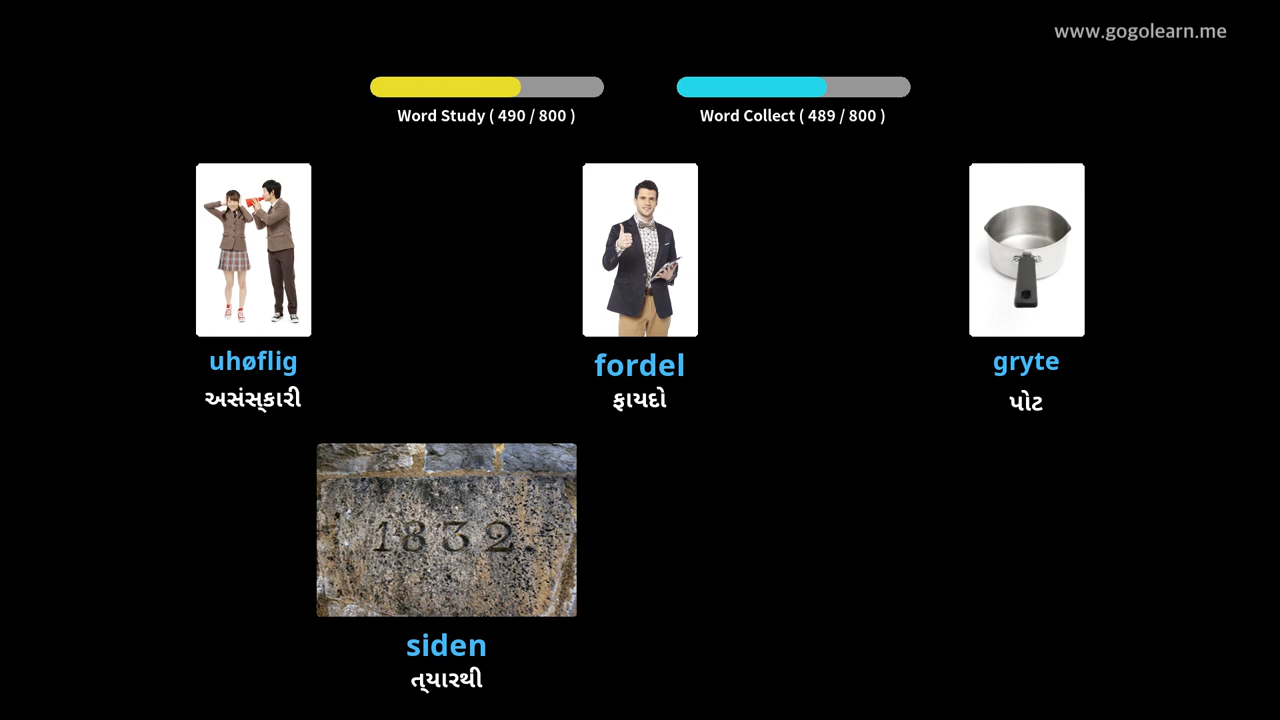 www.gogolearn.me
Word Study ( 490 / 800 )
Word Collect ( 489 / 800 )
uhøflig
અસંસ્કારી
fordel
ફાયદો
gryte
પોટ
1832
siden
ત્યારથી